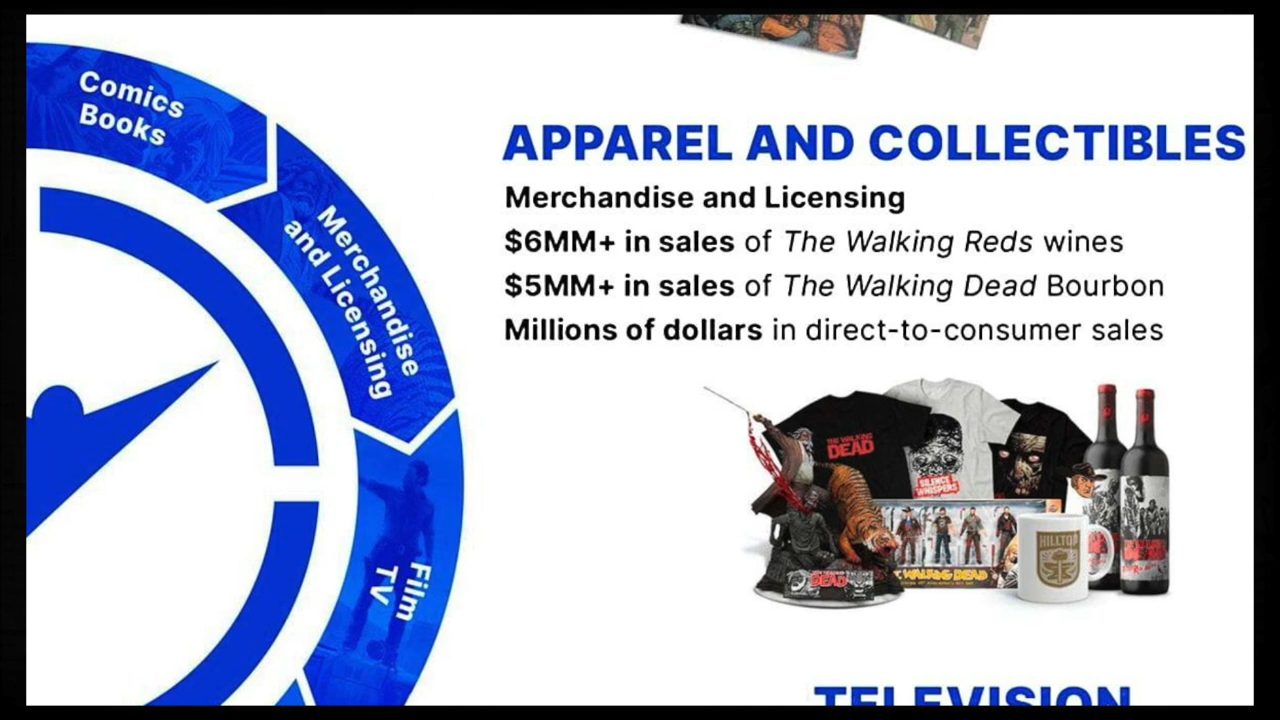 Comics
Books
Merchandise
and Licensing
Film
TV
APPAREL AND COLLECTIBLES
Merchandise and Licensing
$6MM+ in sales of The Walking Reds wines
$5MM+ in sales of The Walking Dead Bourbon
Millions of dollars in direct-to-consumer sales
THE WALKING
DEAD
SILENCE
WHISPERS
WALKING DEAD
HILLTOP
DEAD
TELEVISION